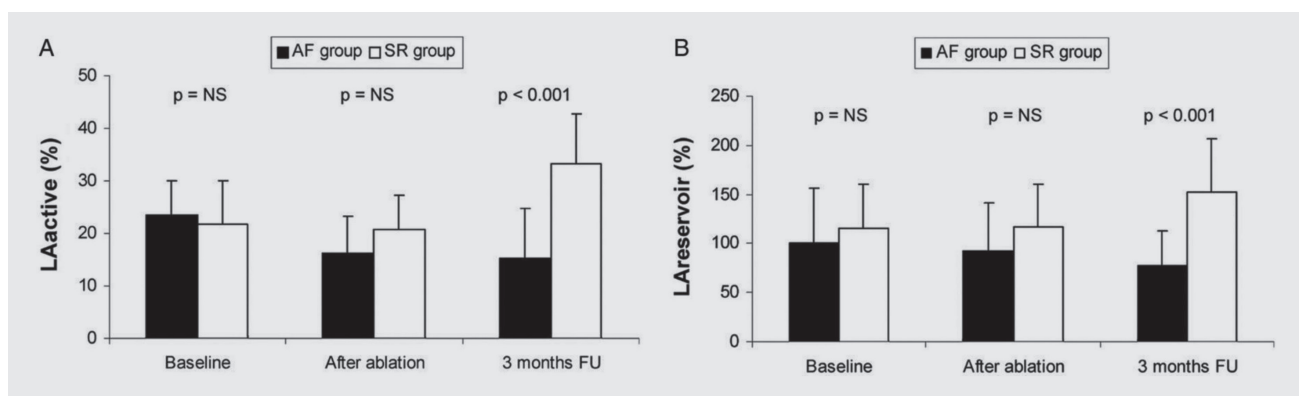 A
AF group SR group
LAactive (%)
50
40
30
20
10
0
p = NS
p = NS
p < 0.001
Baseline
After ablation
3 months FU
B
AF group SR group
LAreservoir (%)
250
200
150
100
50
0
p = NS
p = NS
p < 0.001
Baseline
After ablation
3 months FU